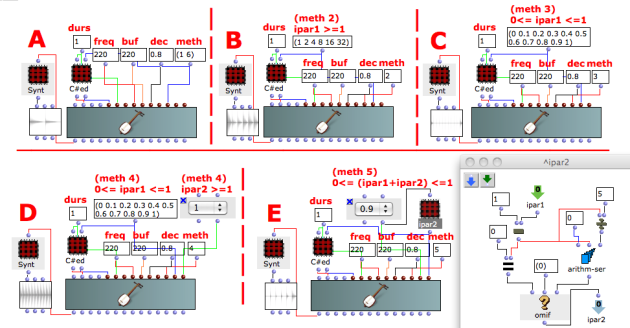 A
durs
1
freq buf dec meth
220 220 0.8 (1 6)
Synt
C#ed
B
(meth 2)
ipar1 >=1
durs
1
(1 2 4 8 16 32)
freq buf dec meth
220 220 0.8 2
Synt
C#ed
C
(meth 3)
0<= ipar1 <=1
durs
1
(0 0.1 0.2 0.3 0.4 0.5
0.6 0.7 0.8 0.9 1)
freq buf dec meth
220 220 0.8 3
Synt
C#ed
D
(meth 4)
0<= ipar1 <=1
(meth 4)
ipar2 >=1
durs
1
(0 0.1 0.2 0.3 0.4 0.5
0.6 0.7 0.8 0.9 1)
1
freq buf dec meth
220 220 0.8 4
Synt
C#ed
E
(meth 5)
0<= (ipar1+ipar2) <=1
durs
1
0.9
ipar2
freq buf dec meth
220 220 0.8 5
Synt
C#ed
^ipar2
1
0
ipar1
5
0
0
arithm-ser
(0)
omif
0
ipar2